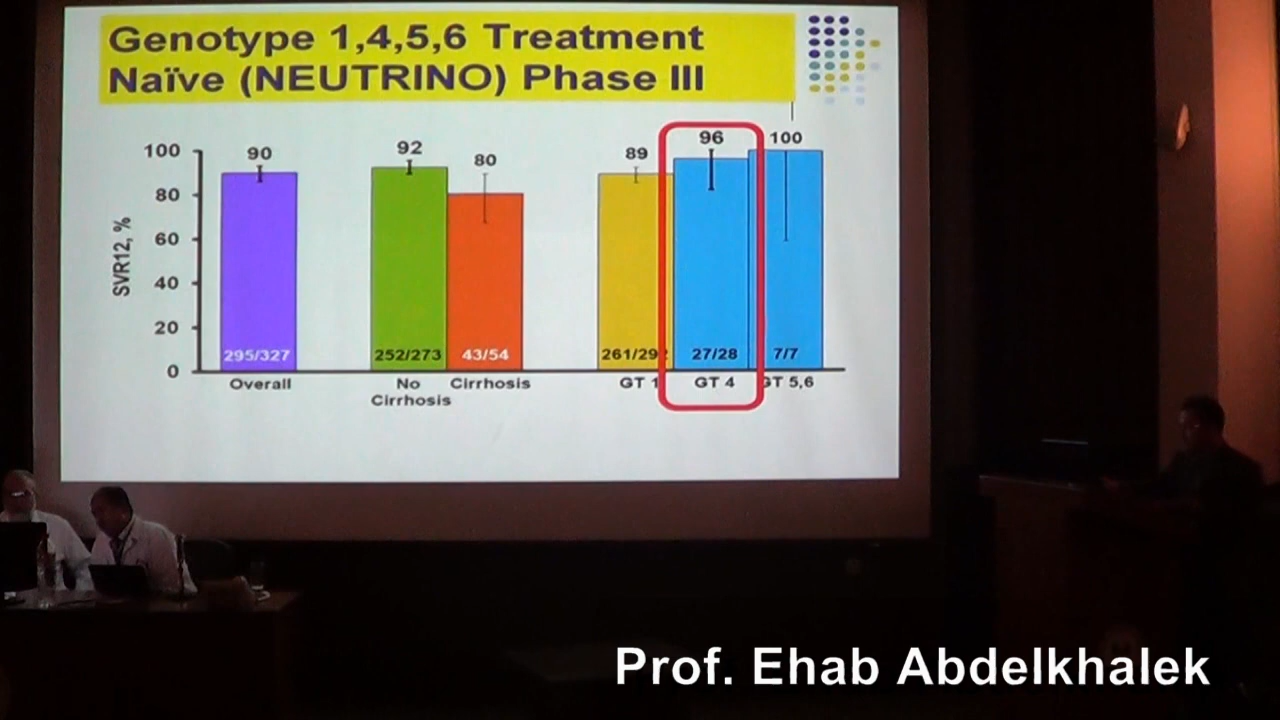 Genotype 1,4,5,6 Treatment
Naïve (NEUTRINO) Phase III
SVR12, %
100
80
60
40
20
0
90
92
80
89
96
100
295/327
252/273
43/54
261/292
27/28
7/7
Overall
No
Cirrhosis
Cirrhosis
GT 1
GT 4
GT 5,6
Prof. Ehab Abdelkhalek